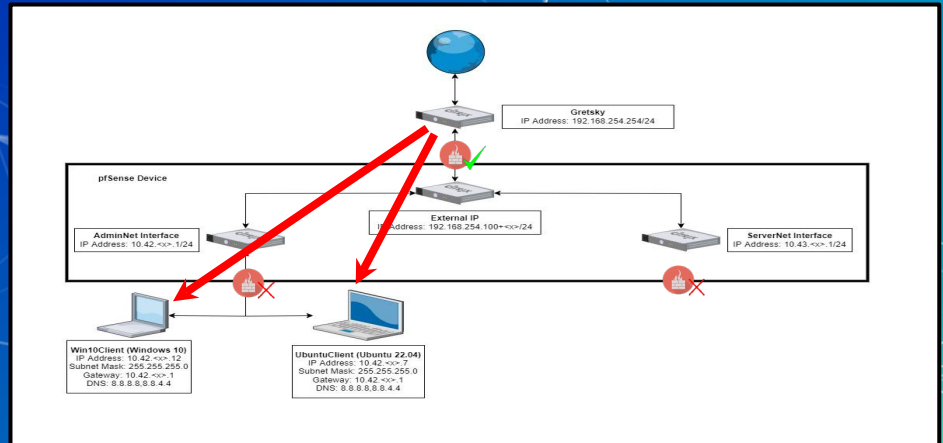 Gretsky
IP Address: 192.168.254.254/24
pfSense Device
External IP
IP Address: 192.168.254.100+<x>/24
AdminNet Interface
IP Address: 10.42.<x>.1/24
ServerNet Interface
IP Address: 10.43.<x>.1/24
Win10Client (Windows 10)
IP Address: 10.42.<x>.12
Subnet Mask: 255.255.255.0
Gateway: 10.42.<x>.1
DNS: 8.8.8.8,8.8.4.4
UbuntuClient (Ubuntu 22.04)
IP Address: 10.42.<x>.7
Subnet Mask: 255.255.255.0
Gateway: 10.42.<x>.1
DNS: 8.8.8.8,8.8.4.4